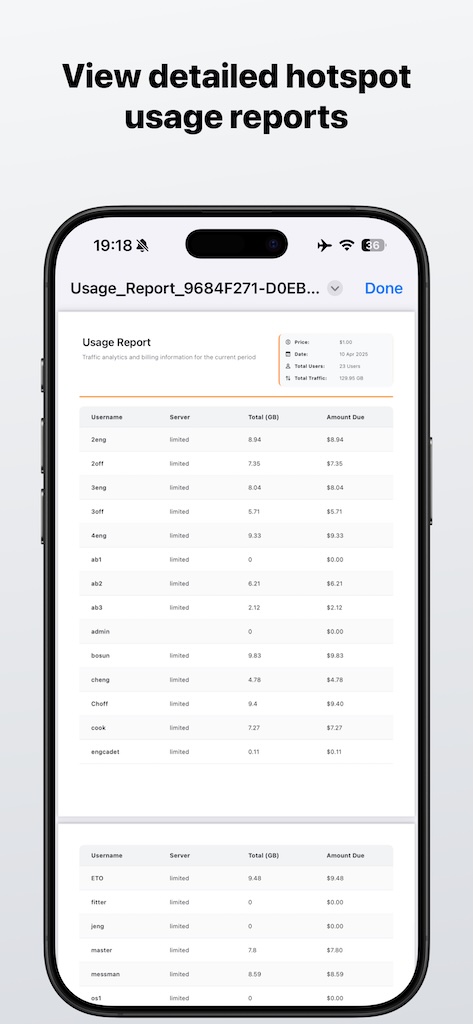 View detailed hotspot
usage reports
19:18 36
Usage_Report_9684F271-D0EB... Done
Usage Report
Traffic analytics and billing information for the current period
Price: $1.00
Date: 10 Apr 2025
Total Users: 23 Users
Total Traffic: 129.95 GB
Username Server Total (GB) Amount Due
2eng limited 8.94 $8.94
2off limited 7.35 $7.35
3eng limited 8.04 $8.04
3off limited 5.71 $5.71
4eng limited 9.33 $9.33
ab1 limited 0 $0.00
ab2 limited 6.21 $6.21
ab3 limited 2.12 $2.12
admin 0 $0.00
bosun limited 9.83 $9.83
cheng limited 4.78 $4.78
Choff limited 9.4 $9.40
cook limited 7.27 $7.27
engcadet limited 0.11 $0.11
Username Server Total (GB) Amount Due
ETO limited 9.48 $9.48
fitter limited 0 $0.00
jeng limited 0 $0.00
master limited 7.8 $7.80
messman limited 8.59 $8.59
os1 limited 0 $0.00